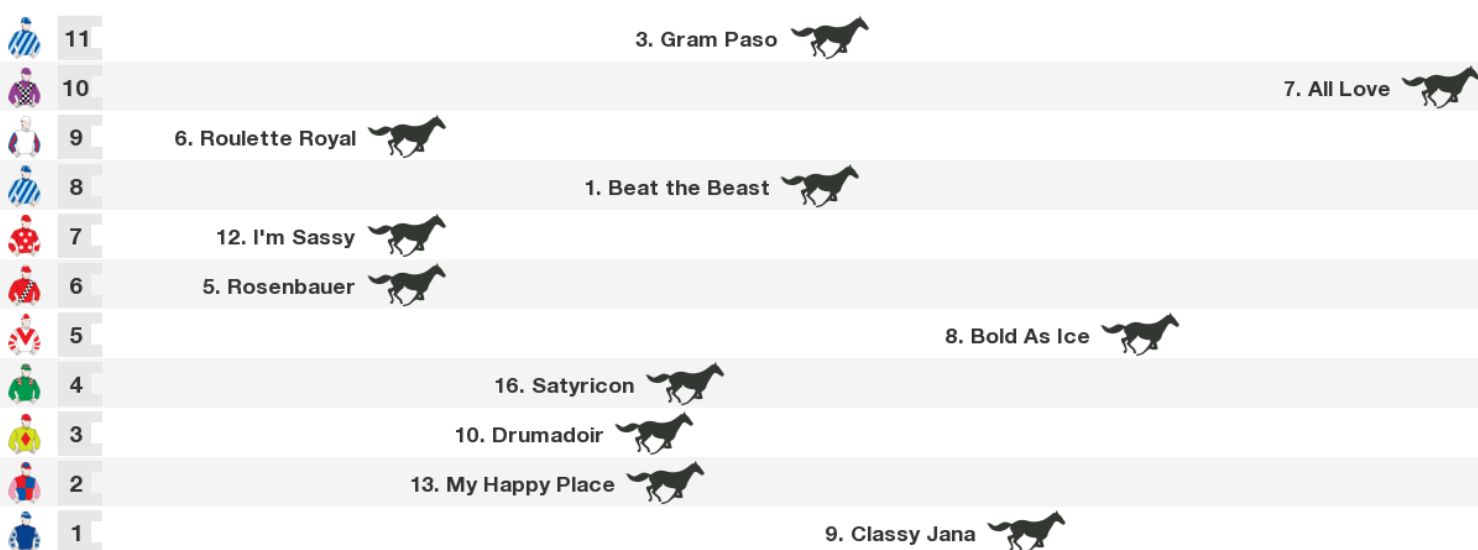 11 3. Gram Paso
10 7. All Love
9 6. Roulette Royal
8 1. Beat the Beast
7 12. I'm Sassy
6 5. Rosenbauer
5 8. Bold As Ice
4 16. Satyricon
3 10. Drumadoir
2 13. My Happy Place
1 9. Classy Jana